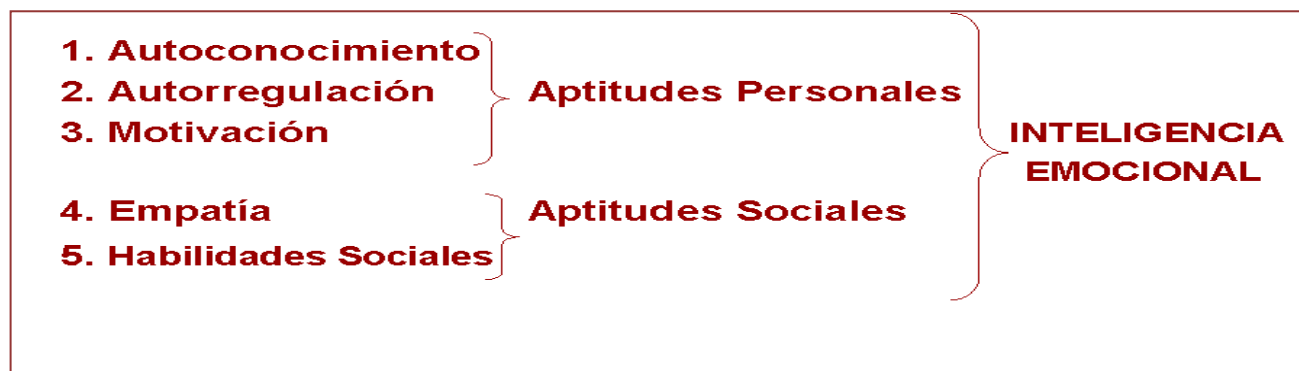 1. Autoconocimiento
2. Autorregulación
3. Motivación
Aptitudes Personales
4. Empatía
5. Habilidades Sociales
Aptitudes Sociales
INTELIGENCIA
EMOCIONAL